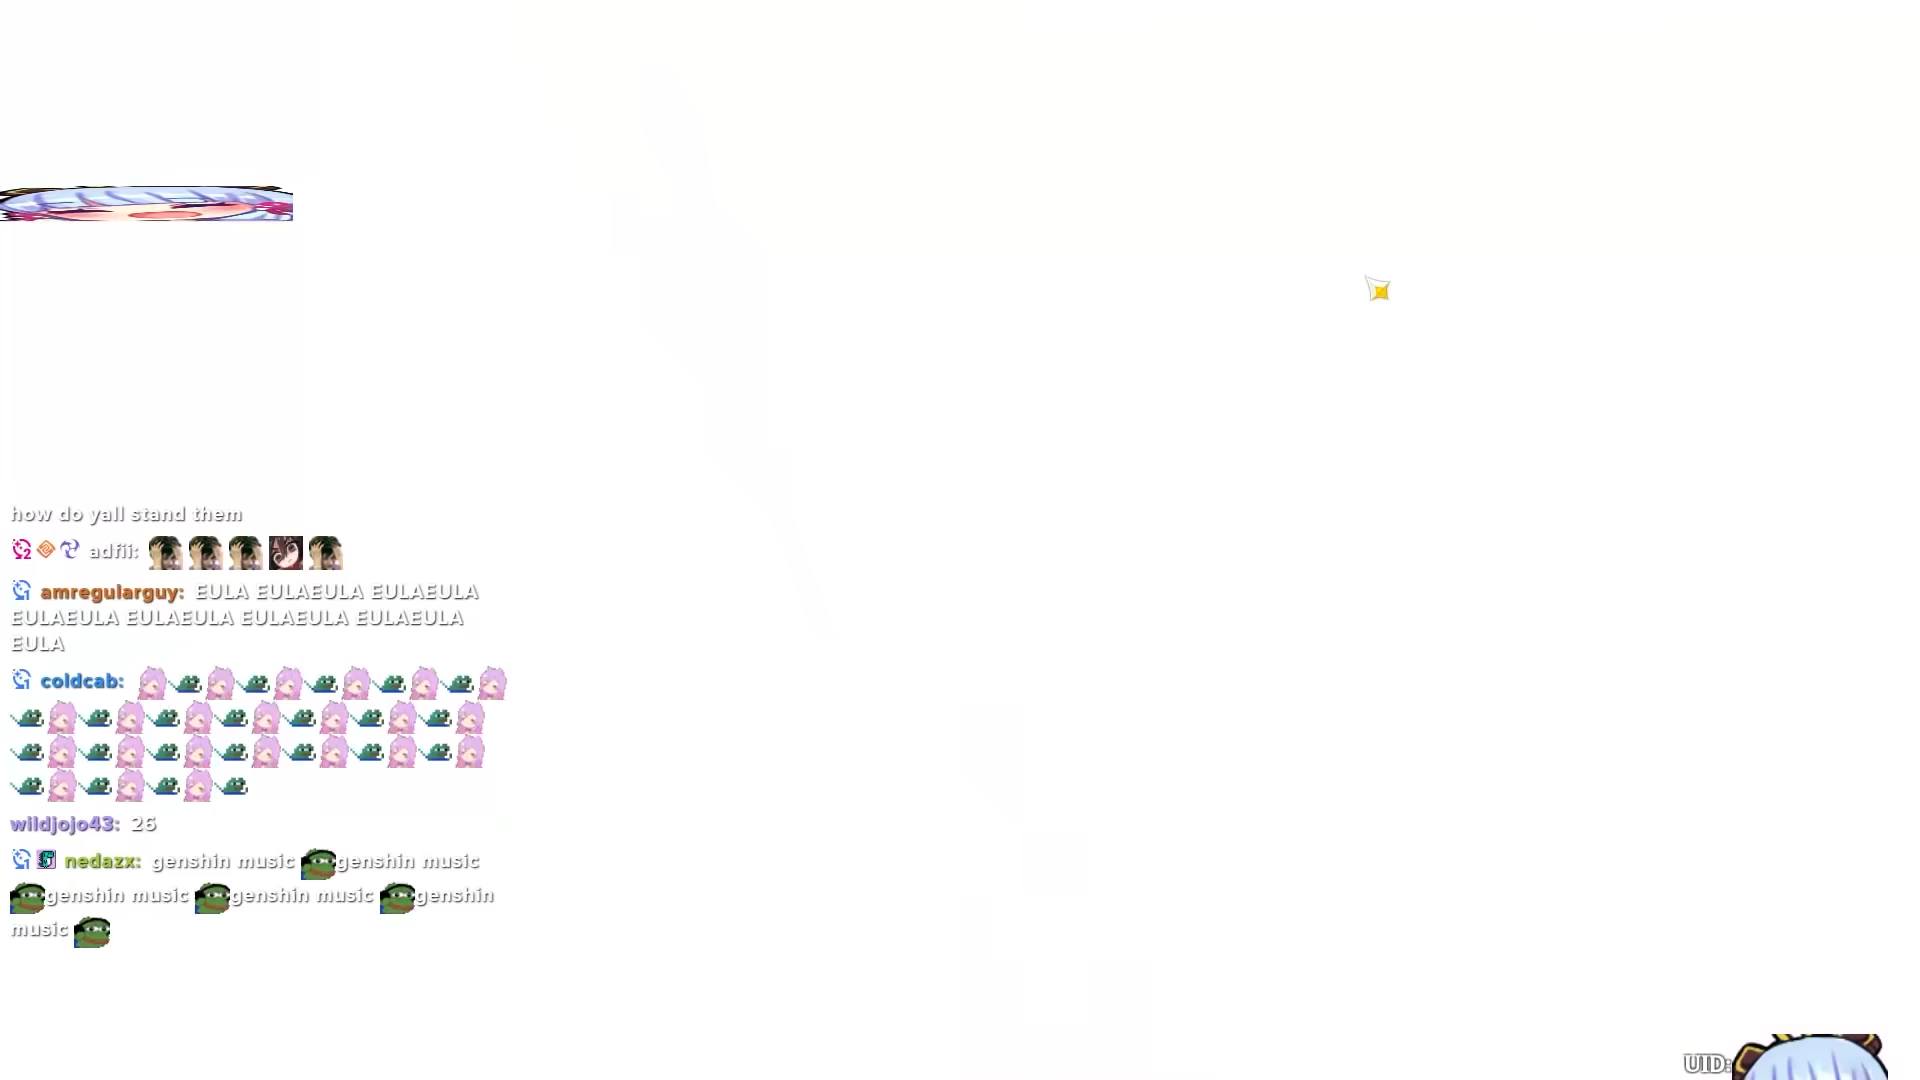 how do yall stand them
adfii:
amregularguy: EULA EULAEULA EULAEULA
EULAEULA EULAEULA EULAEULA EULAEULA
EULA
coldcab:
wildjojo43: 26
nedazx: genshin music genshin music
genshin music genshin music genshin
music
UID: